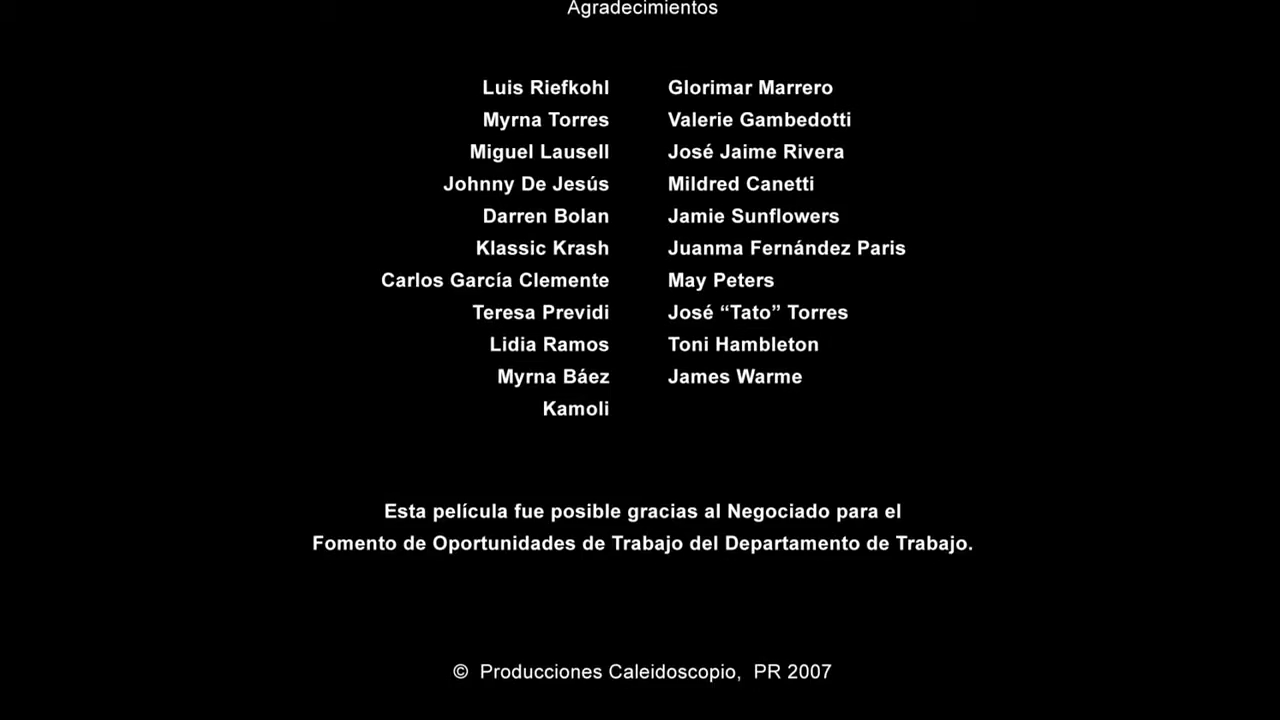 Agradecimientos
Luis Riefkohl Glorimar Marrero
Myrna Torres Valerie Gambedotti
Miguel Lausell José Jaime Rivera
Johnny De Jesús Mildred Canetti
Darren Bolan Jamie Sunflowers
Klassic Krash Juanma Fernández Paris
Carlos García Clemente May Peters
Teresa Previdi José “Tato” Torres
Lidia Ramos Toni Hambleton
Myrna Báez James Warme
Kamoli
Esta película fue posible gracias al Negociado para el
Fomento de Oportunidades de Trabajo del Departamento de Trabajo.
© Producciones Caleidoscopio, PR 2007